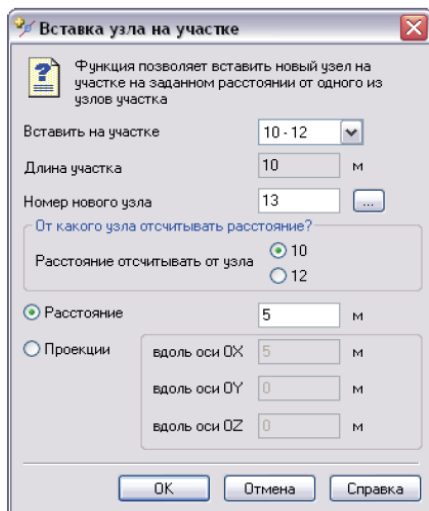 Вставка узла на участке
Функция позволяет вставить новый узел на
участке на заданном расстоянии от одного из
узлов участка
Вставить на участке 10 - 12
Длина участка 10 м
Номер нового узла 13 ...
От какого узла отсчитывать расстояние?
Расстояние отсчитывать от узла 10
12
Расстояние 5 м
Проекции вдоль оси OX 5 м
вдоль оси OY 0 м
вдоль оси OZ 0 м
OK Отмена Справка